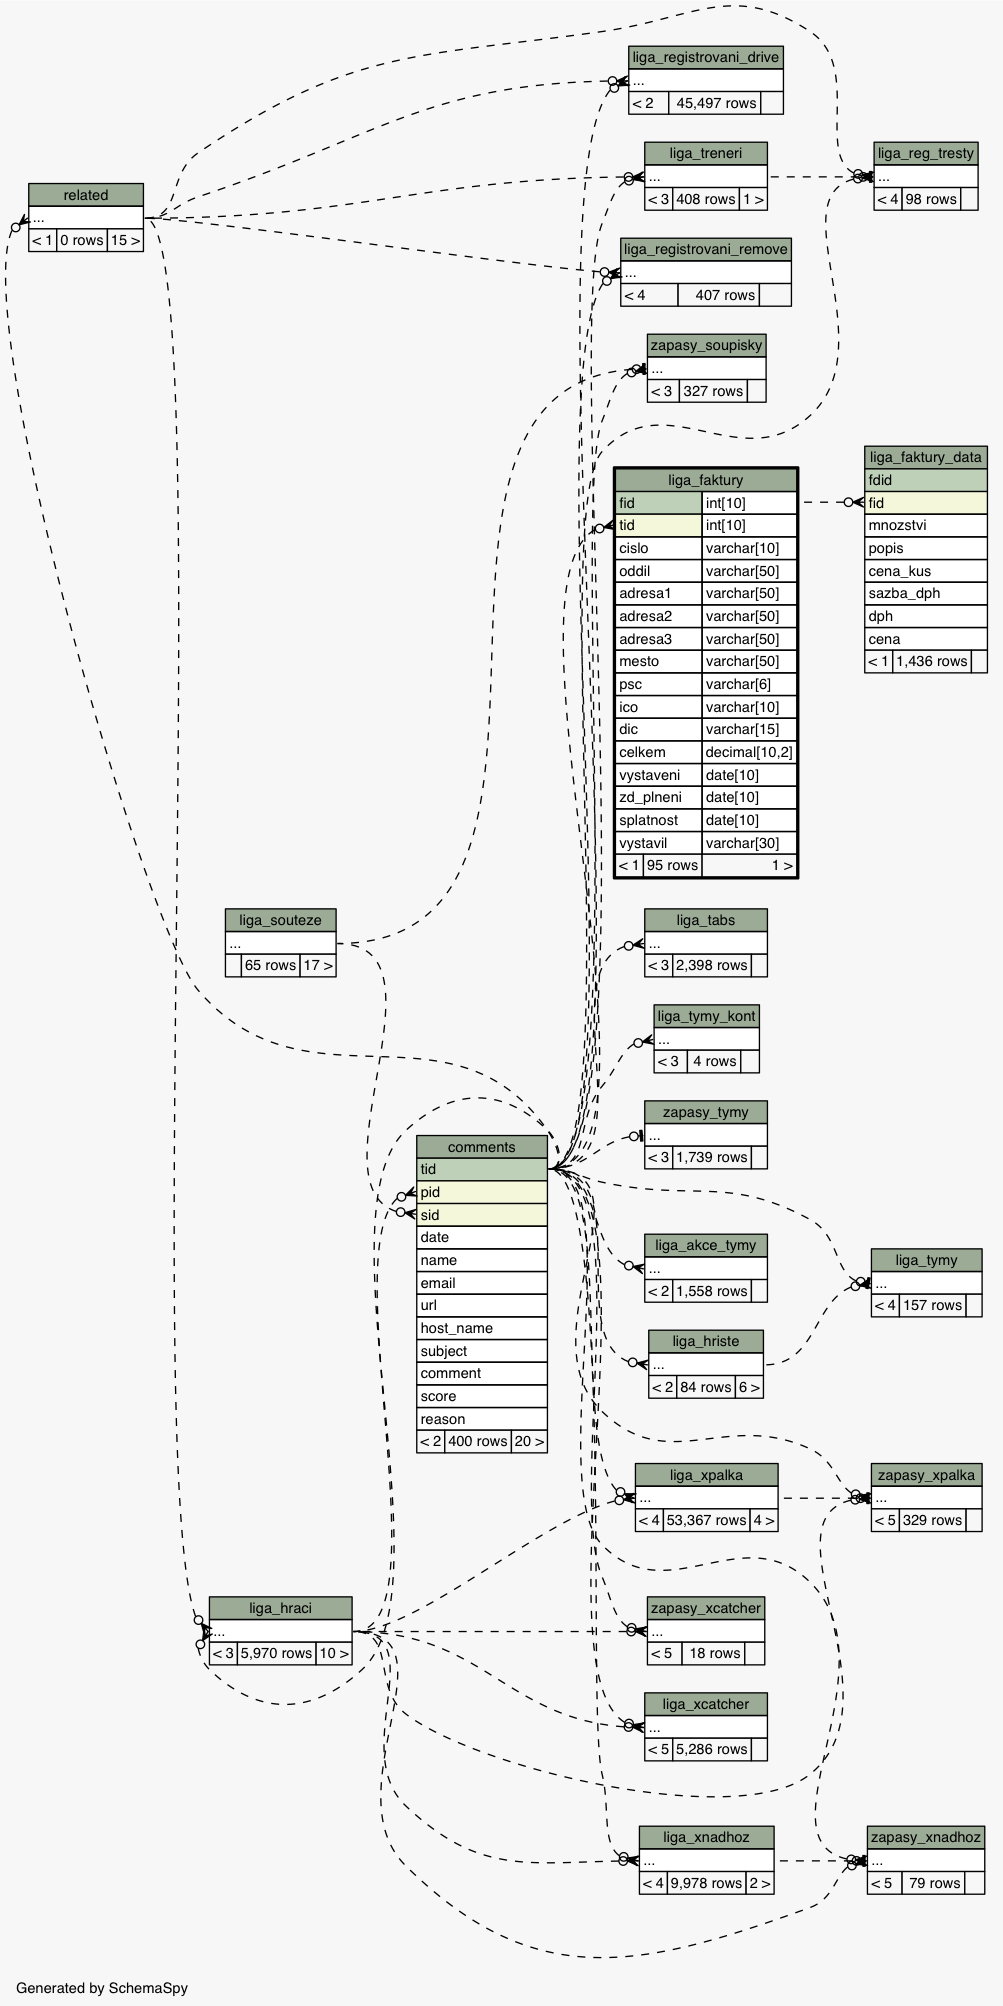 liga_registrovani_drive
...
< 2 45,497 rows
liga_treneri
...
< 3 408 rows 1 >
liga_reg_tresty
...
< 4 98 rows
related
...
< 1 0 rows 15 >
liga_registrovani_remove
...
< 4 407 rows
zapasy_soupisky
...
< 3 327 rows
liga_faktury
fid int[10]
tid int[10]
cislo varchar[10]
oddil varchar[50]
adresa1 varchar[50]
adresa2 varchar[50]
adresa3 varchar[50]
mesto varchar[50]
psc varchar[6]
ico varchar[10]
dic varchar[15]
celkem decimal[10,2]
vystaveni date[10]
zd_plneni date[10]
splatnost date[10]
vystavil varchar[30]
< 1 95 rows 1 >
liga_faktury_data
fdid
fid
mnozstvi
popis
cena_kus
sazba_dph
dph
cena
< 1 1,436 rows
liga_souteze
...
65 rows 17 >
liga_tabs
...
< 3 2,398 rows
liga_tymy_kont
...
< 3 4 rows
zapasy_tymy
...
< 3 1,739 rows
comments
tid
pid
sid
date
name
email
url
host_name
subject
comment
score
reason
< 2 400 rows 20 >
liga_akce_tymy
...
< 2 1,558 rows
liga_tymy
...
< 4 157 rows
liga_hriste
...
< 2 84 rows 6 >
liga_xpalka
...
< 4 53,367 rows 4 >
zapasy_xpalka
...
< 5 329 rows
liga_hraci
...
< 3 5,970 rows 10 >
zapasy_xcatcher
...
< 5 18 rows
liga_xcatcher
...
< 5 5,286 rows
liga_xnadhoz
...
< 4 9,978 rows 2 >
zapasy_xnadhoz
...
< 5 79 rows
Generated by SchemaSpy